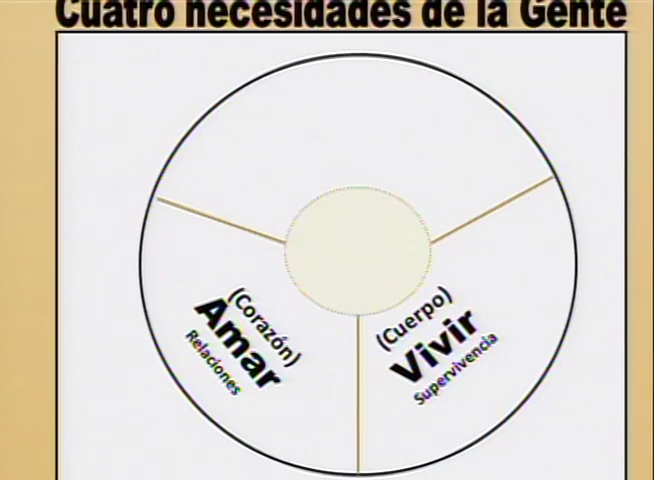 Cuatro necesidades de la Gente
(Corazón)
Amar
Relaciones
(Cuerpo)
Vivir
Supervivencia